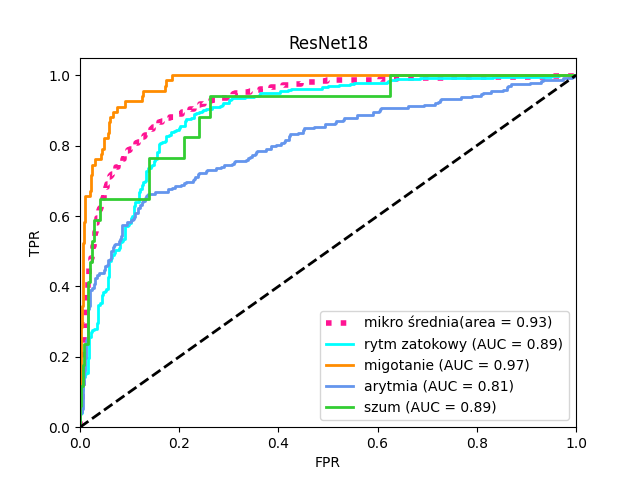 ResNet18
TPR
1.0
0.8
0.6
0.4
0.2
0.0
mikro średnia(area = 0.93)
rytm zatokowy (AUC = 0.89)
migotanie (AUC = 0.97)
arytmia (AUC = 0.81)
szum (AUC = 0.89)
0.0 0.2 0.4 0.6 0.8 1.0
FPR